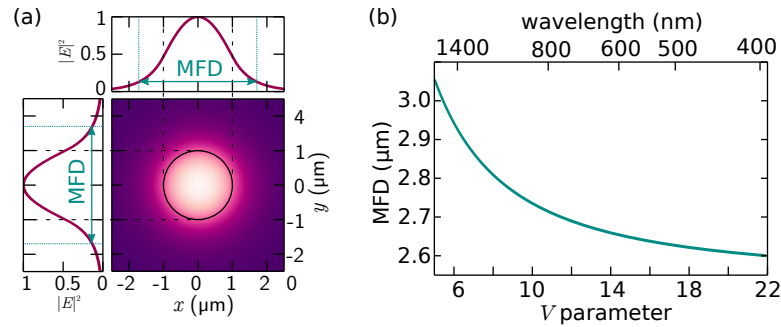 (a)
|E|²
1
0.5
0
MFD
MFD
4
1
0
-1
-2
y (μm)
1
0.5
0
|E|²
-2
-1
0
1
2
x (μm)
(b)
wavelength (nm)
1400
800
600
500
400
3.0
2.9
2.8
2.7
2.6
MFD (μm)
6
10
14
18
22
V parameter